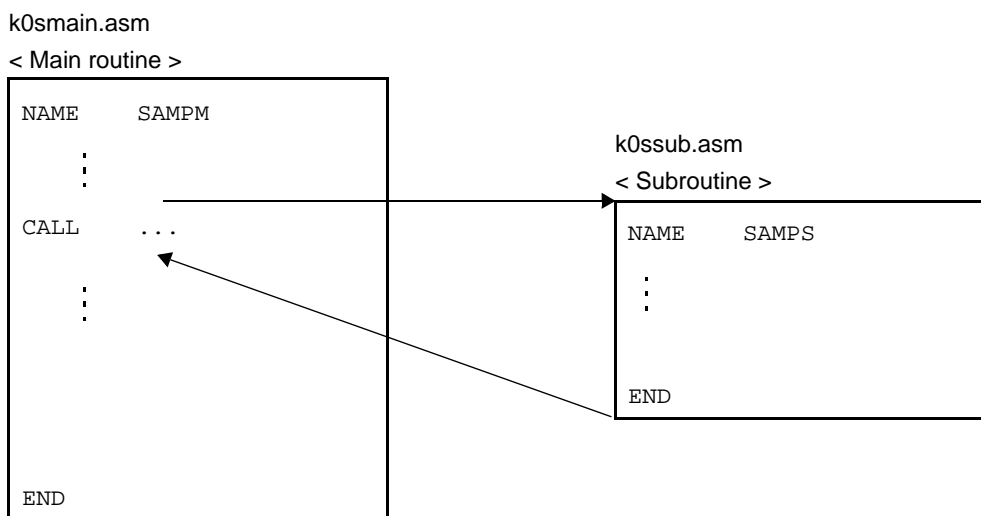 k0smain.asm
< Main routine >
NAME SAMPM
CALL ...
END
k0ssub.asm
< Subroutine >
NAME SAMPS
END